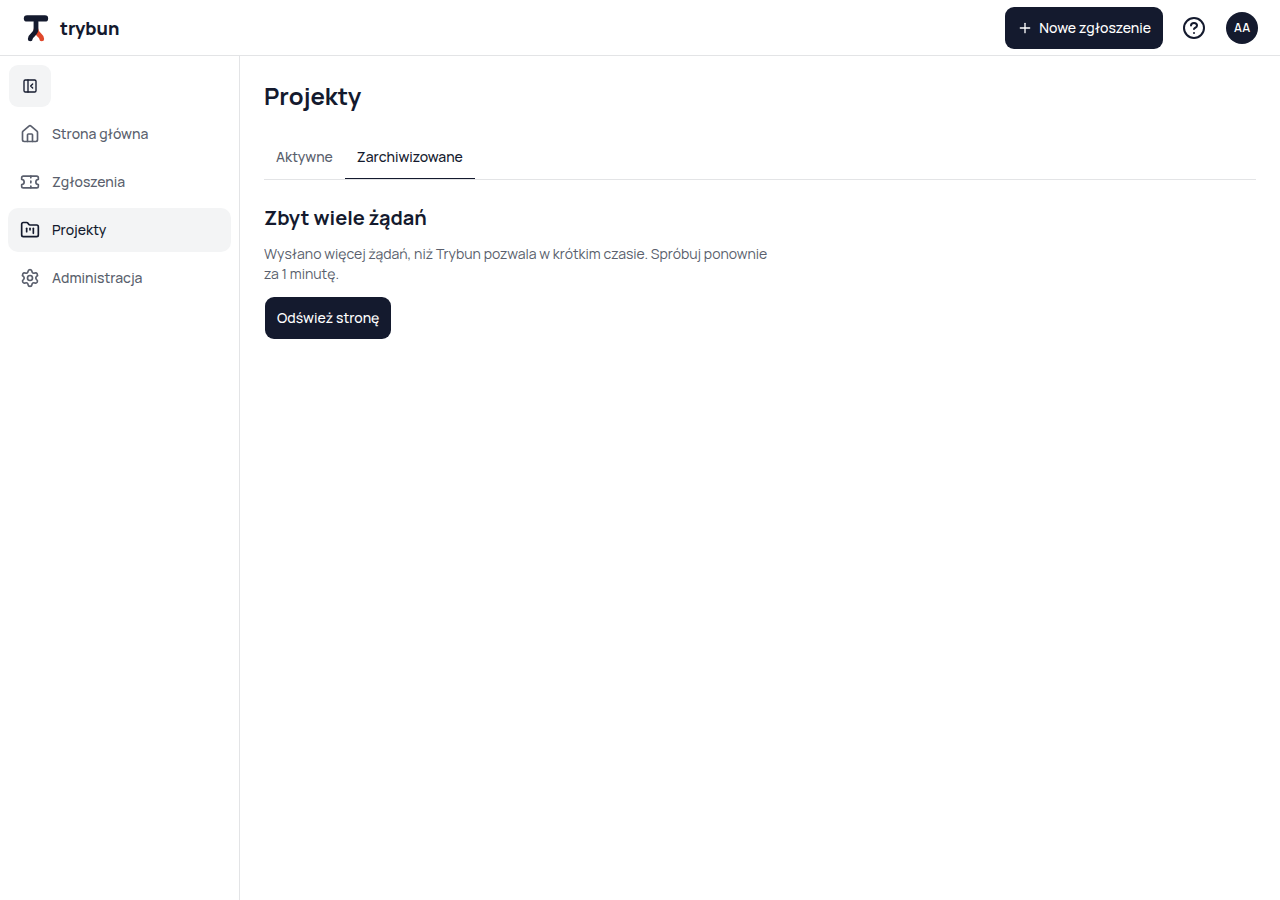 trybun
Nowe zgłoszenie
AA
Strona główna
Zgłoszenia
Projekty
Administracja
Projekty
Aktywne
Zarchiwizowane
Zbyt wiele żądań
Wysłano więcej żądań, niż Trybun pozwala w krótkim czasie. Spróbuj ponownie
za 1 minutę.
Odśwież stronę